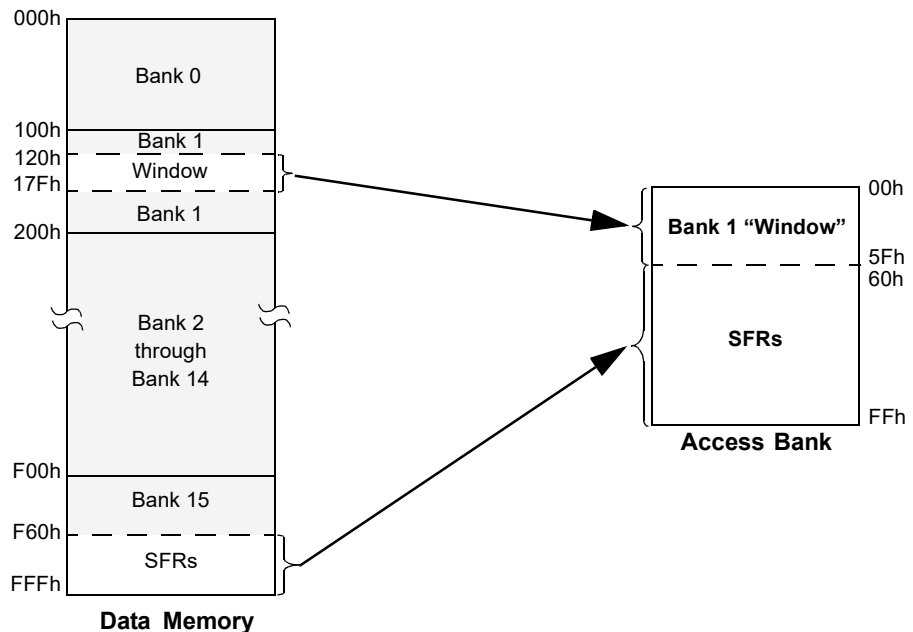 000h
Bank 0
100h
Bank 1
120h
Window
17Fh
Bank 1
200h
Bank 2
through
Bank 14
F00h
Bank 15
F60h
SFRs
FFFh
Data Memory
00h
Bank 1 “Window”
5Fh
60h
SFRs
FFh
Access Bank